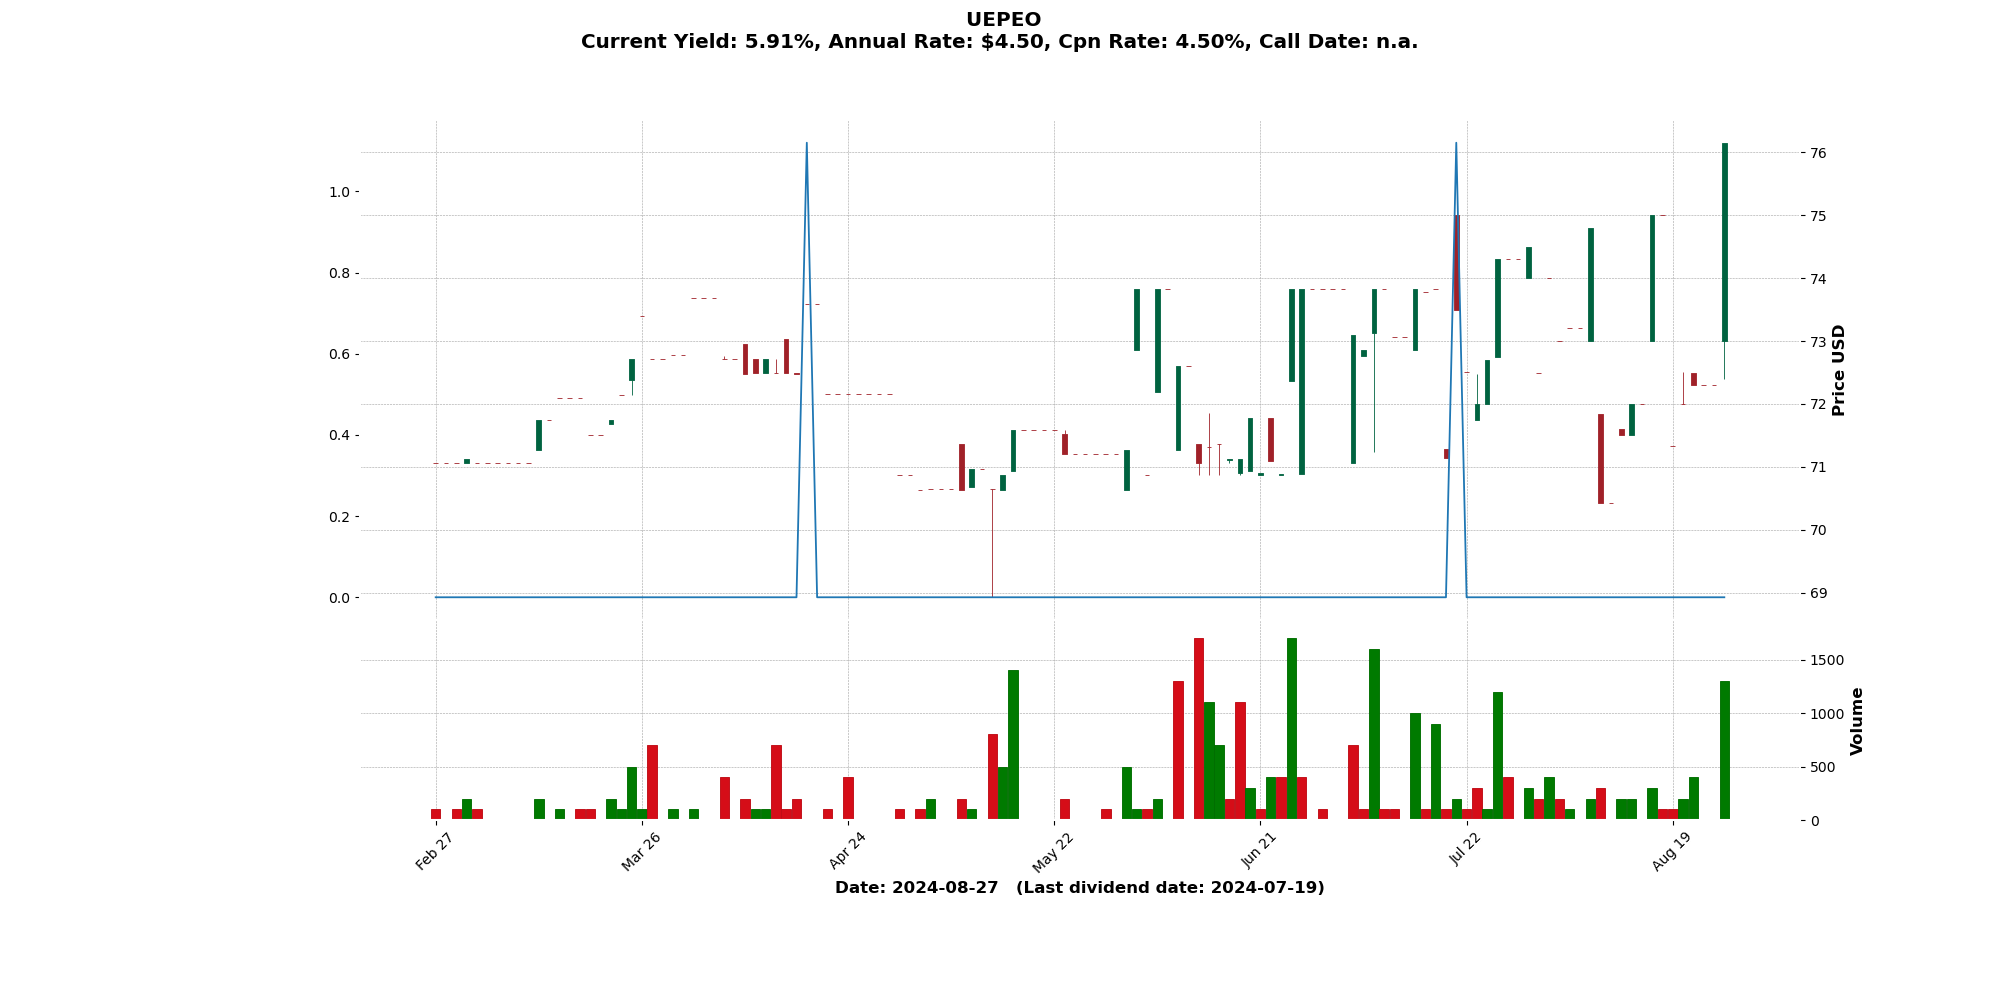 UEPEO
Current Yield: 5.91%, Annual Rate: $4.50, Cpn Rate: 4.50%, Call Date: n.a.
1.0
0.8
0.6
0.4
0.2
0.0
76
75
74
73
72
71
70
69
Price USD
1500
1000
500
0
Volume
Feb 27
Mar 26
Apr 24
May 22
Jun 21
Jul 22
Aug 19
Date: 2024-08-27 (Last dividend date: 2024-07-19)